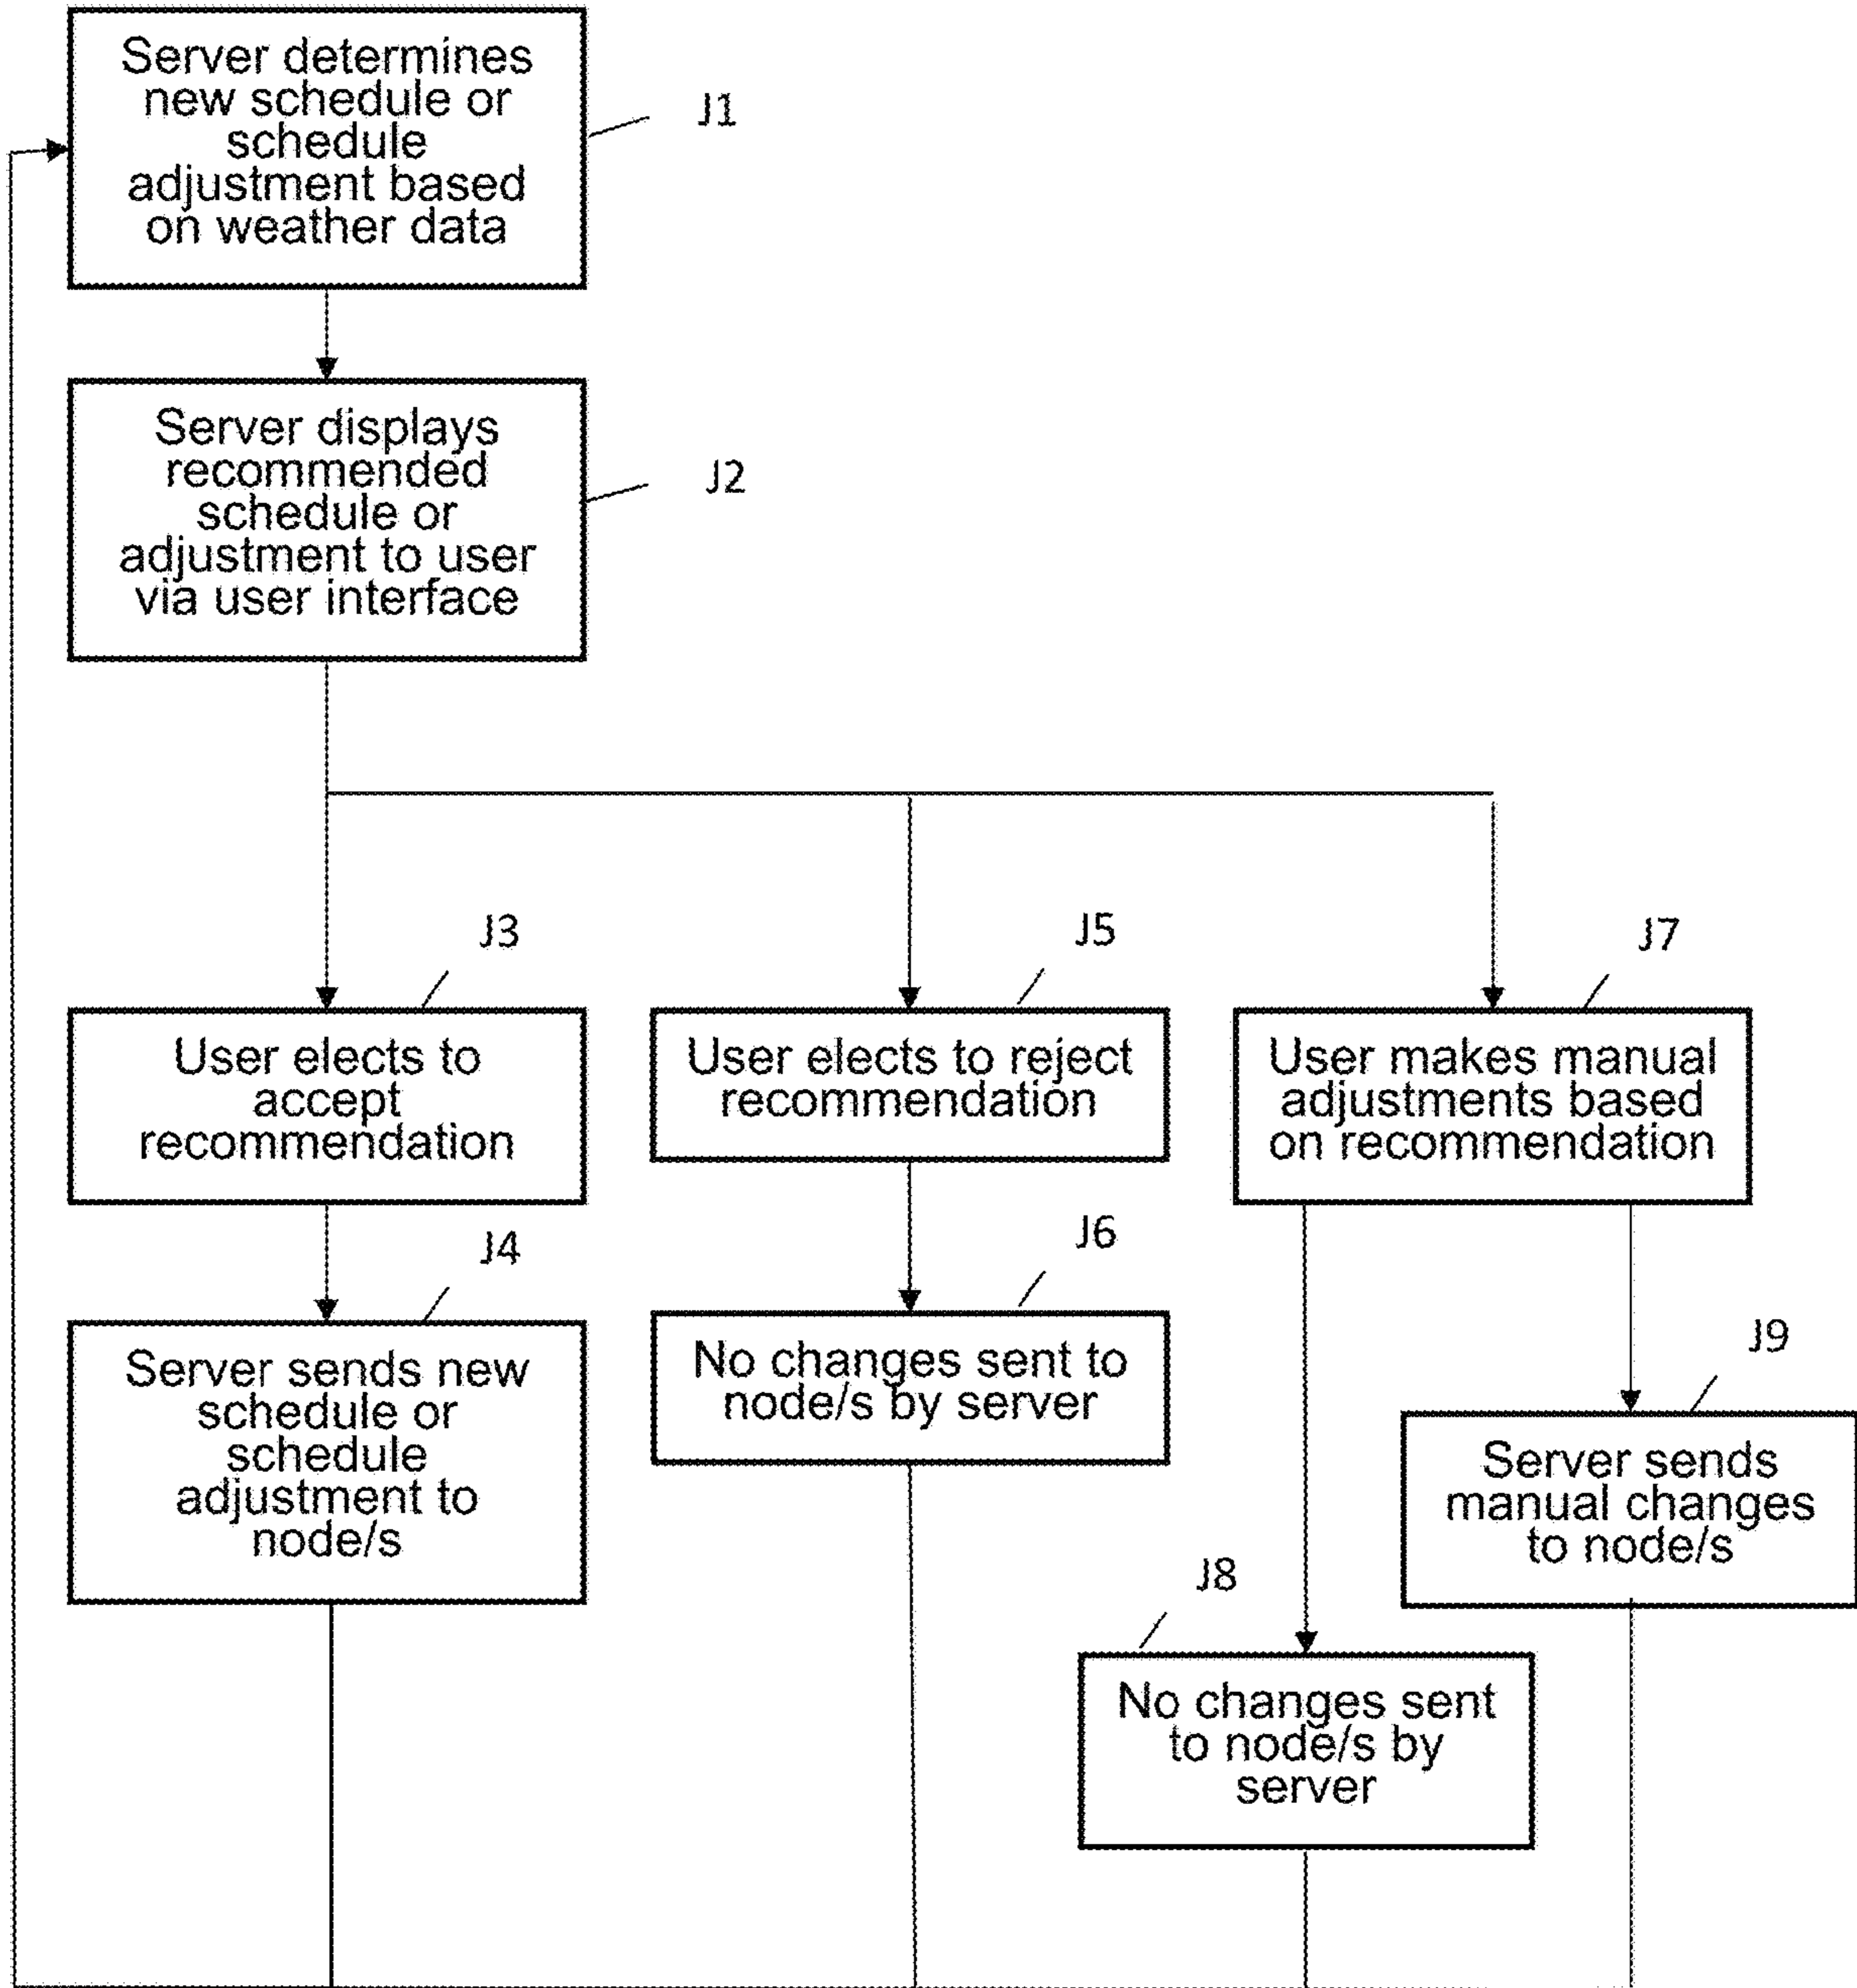 Server determines
new schedule or
schedule
adjustment based
on weather data
J1
Server displays
recommended
schedule or
adjustment to user
via user interface
J2
J3
User elects to
accept
recommendation
J4
Server sends new
schedule or
schedule
adjustment to
node/s
J5
User elects to reject
recommendation
J6
No changes sent to
node/s by server
J7
User makes manual
adjustments based
on recommendation
J8
No changes sent
to node/s by
server
J9
Server sends
manual changes
to node/s